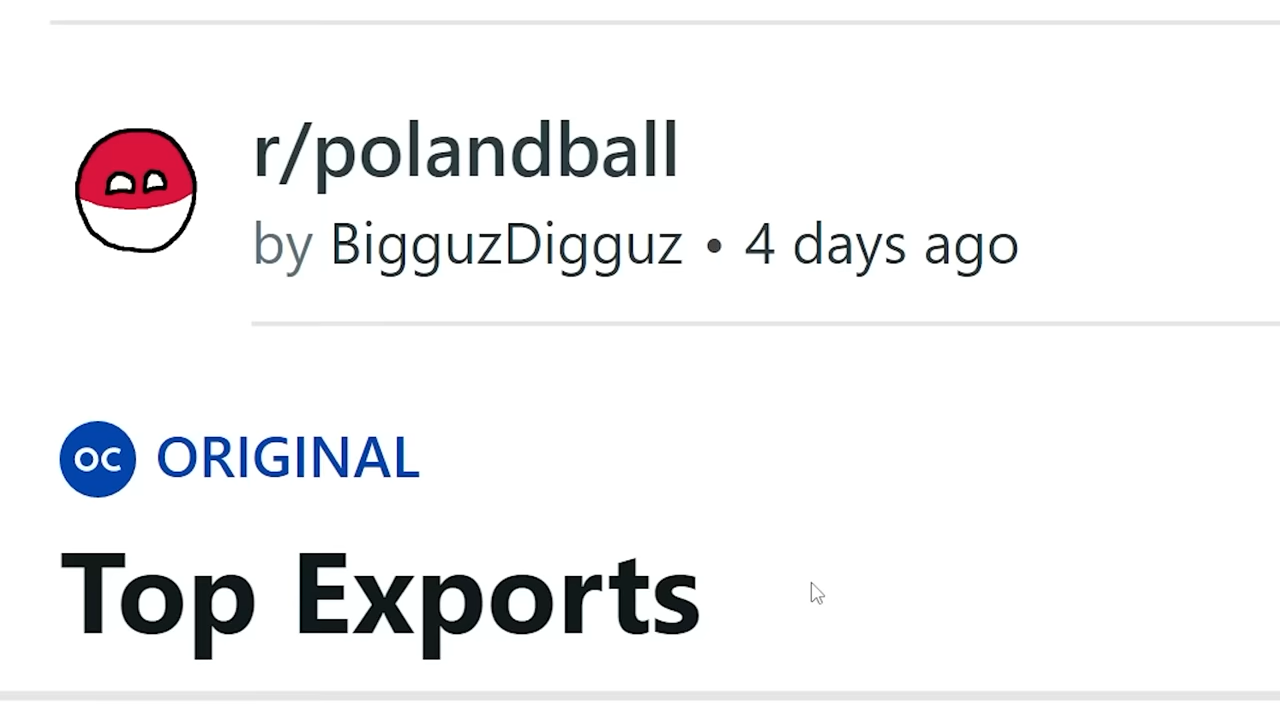 r/polandball
by BigguzDigguz • 4 days ago
OC ORIGINAL
Top Exports